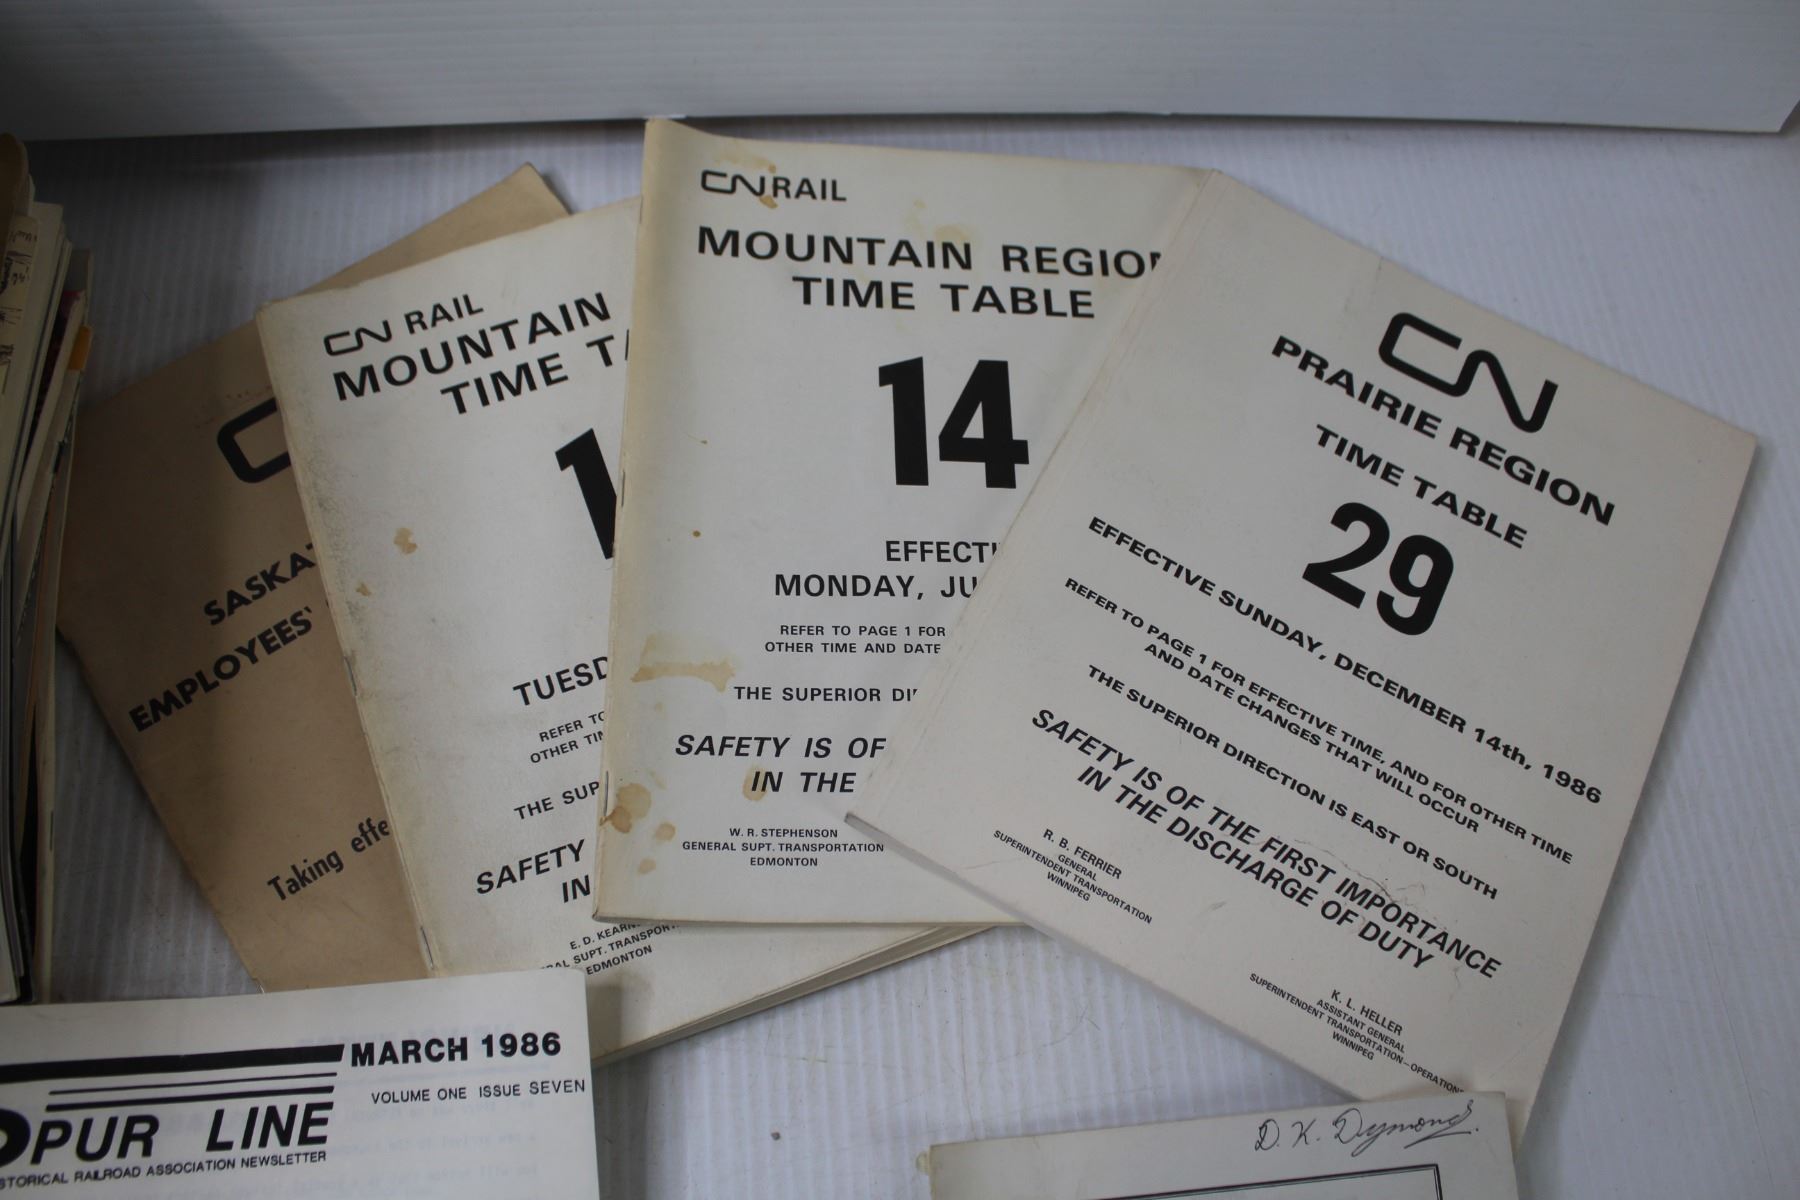 CN
SASKA
EMPLOYEES'
Taking effe
CN RAIL
MOUNTAIN
TIME T
1
TUESD
REFER TO
OTHER TIM
THE SUP
SAFETY
IN
E. D. KEARN
RAL SUPT. TRANSPOR
EDMONTON
CN RAIL
MOUNTAIN REGION
TIME TABLE
14
EFFECTI
MONDAY, JU
REFER TO PAGE 1 FOR
OTHER TIME AND DATE
THE SUPERIOR DI
SAFETY IS OF
IN THE
W. R. STEPHENSON
GENERAL SUPT. TRANSPORTATION
EDMONTON
CN
PRAIRIE REGION
TIME TABLE
29
EFFECTIVE SUNDAY, DECEMBER 14th, 1986
REFER TO PAGE 1 FOR EFFECTIVE TIME, AND FOR OTHER TIME
AND DATE CHANGES THAT WILL OCCUR
THE SUPERIOR DIRECTION IS EAST OR SOUTH
SAFETY IS OF THE FIRST IMPORTANCE
IN THE DISCHARGE OF DUTY
R. B. FERRIER
GENERAL
SUPERINTENDENT TRANSPORTATION
WINNIPEG
K. L. HELLER
ASSISTANT GENERAL
SUPERINTENDENT TRANSPORTATION—OPERATIONS
WINNIPEG
MARCH 1986
VOLUME ONE ISSUE SEVEN
SPUR LINE
STORICAL RAILROAD ASSOCIATION NEWSLETTER
D. K. Dymond.